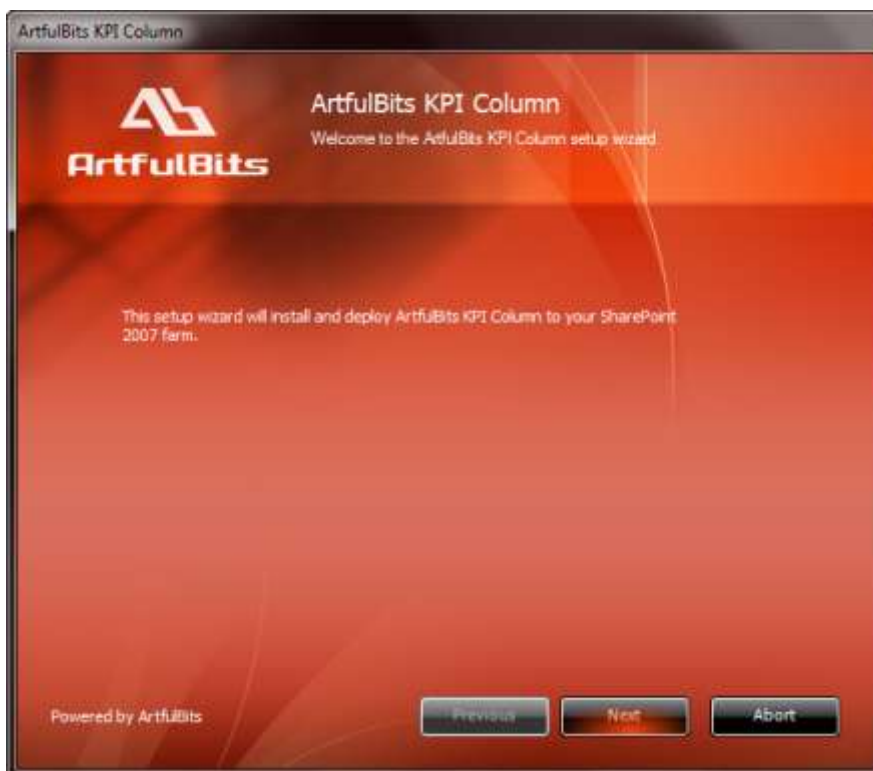 ArtfulBits KPI Column
ArtfulBits
ArtfulBits KPI Column
Welcome to the ArtfulBits KPI Column setup wizard
This setup wizard will install and deploy ArtfulBits KPI Column to your SharePoint
2007 farm.
Powered by ArtfulBits
Previous
Next
Abort